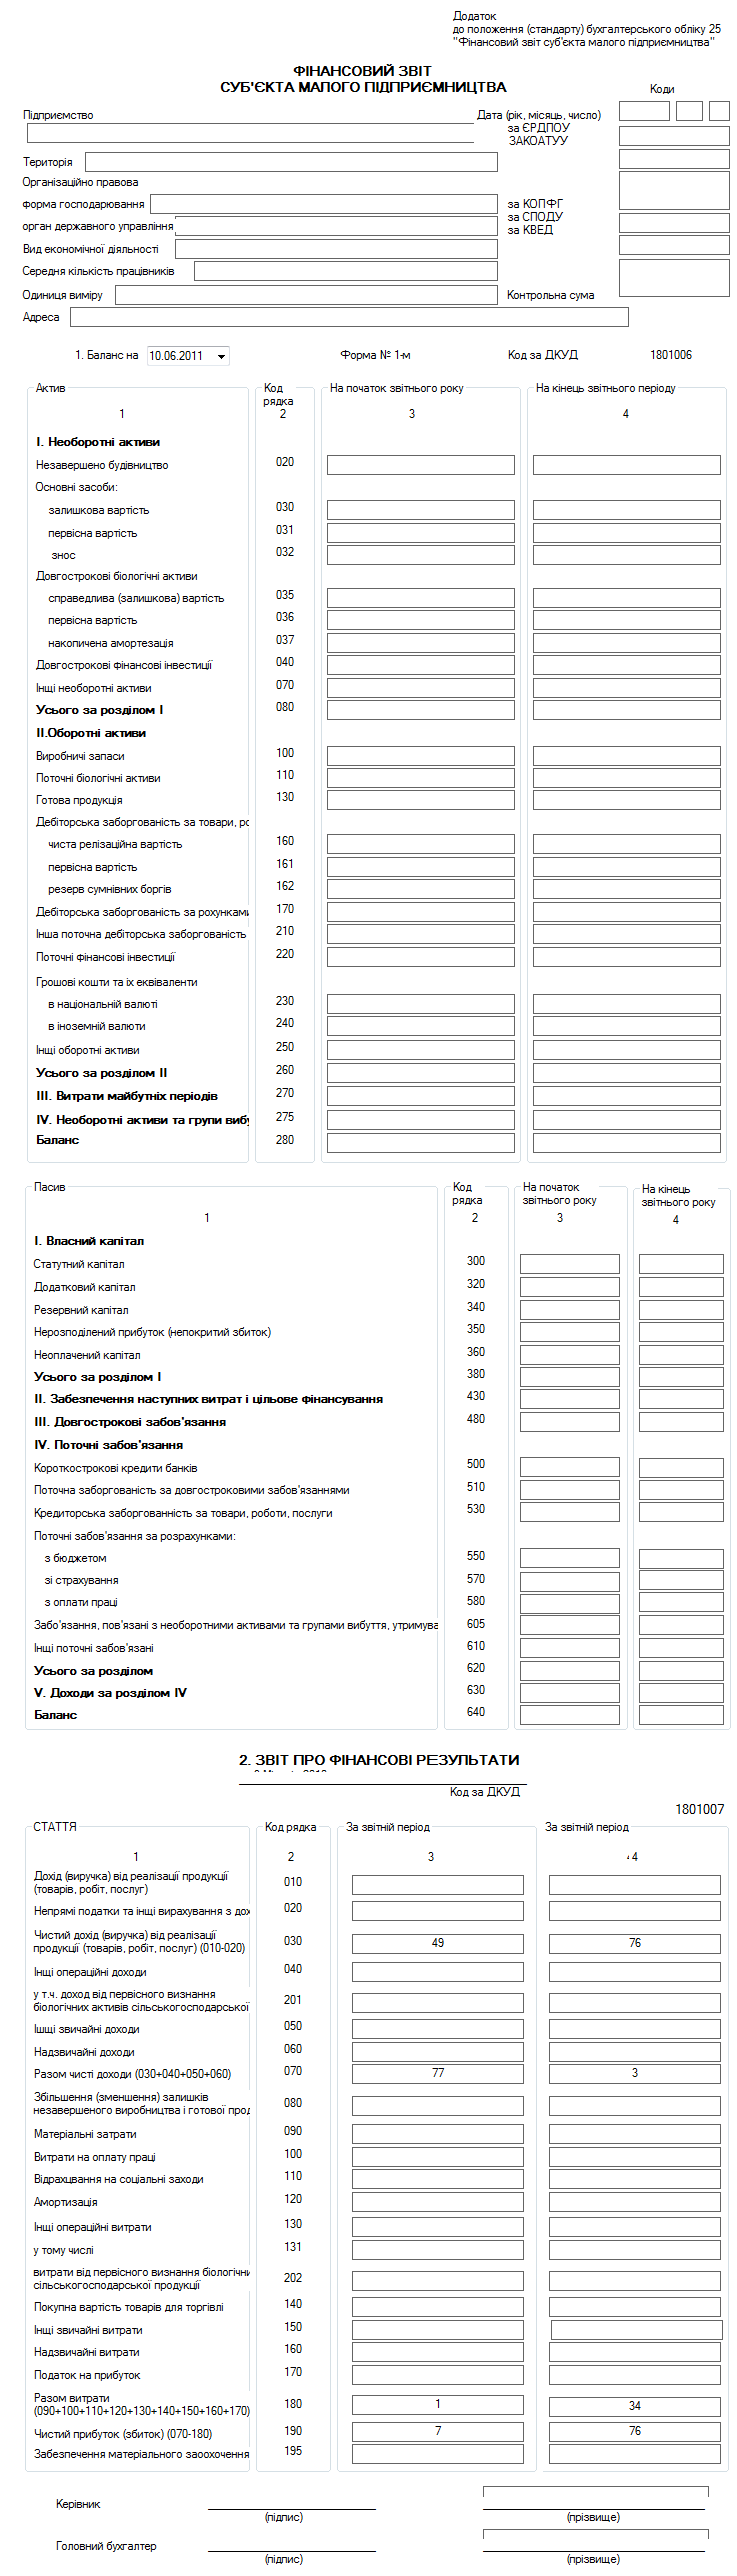 Додаток
до положення (стандарту) бухгалтерського обліку 25
"Фінансовий звіт суб'єкта малого підприємництва"
ФІНАНСОВИЙ ЗВІТ
СУБ'ЄКТА МАЛОГО ПІДПРИЄМНИЦТВА
Коди
Підприємство
Дата (рік, місяць, число)
за ЄРДПОУ
ЗАКОАТУУ
Територія
Організаційно правова
форма господарювання
за КОПФГ
за СПОДУ
орган державного управління
за КВЕД
Вид економічної діяльності
Середня кількість працівників
Одиниця виміру
Контрольна сума
Адреса
1. Баланс на 10.06.2011 Форма № 1-м Код за ДКУД 1801006
Актив Код рядка На початок звітнього року На кінець звітнього періоду
1 2 3 4
I. Необоротні активи
Незавершено будівництво 020
Основні засоби:
залишкова вартість 030
первісна вартість 031
знос 032
Довгострокові біологічні активи
справедлива (залишкова) вартість 035
первісна вартість 036
накопичена амортезація 037
Довгострокові фінансові інвестиції 040
Інщі необоротні активи 070
Усього за розділом I 080
II.Оборотні активи
Виробничі запаси 100
Поточні біологічні активи 110
Готова продукція 130
Дебіторська заборгованість за товари, ро
чиста релізаційна вартість 160
первісна вартість 161
резерв сумнівних боргів 162
Дебіторська заборгованість за рохунками 170
Інша поточна дебіторська заборгованість 210
Поточні фінансові інвестиції 220
Грошові кошти та їх еквіваленти
в національній валюті 230
в іноземній валюти 240
Інщі оборотні активи 250
Усього за розділом II 260
III. Витрати майбутніх періодів 270
IV. Необоротні активи та групи вибу 275
Баланс 280
Пасив Код рядка На початок звітнього року На кінець звітнього року
1 2 3 4
I. Власний капітал
Статутний капітал 300
Додатковий капітал 320
Резервний капітал 340
Нерозподілений прибуток (непокритий збиток) 350
Неоплачений капітал 360
Усього за розділом I 380
II. Забезпечення наступних витрат і цільове фінансування 430
III. Довгострокові забов'язання 480
IV. Поточні забов'язання
Короткострокові кредити банків 500
Поточна заборгованість за довгостроковими забов'язаннями 510
Кредиторська заборгованність за товари, роботи, послуги 530
Поточні забов'язання за розрахунками:
з бюджетом 550
зі страхування 570
з оплати праці 580
Забо'язання, пов'язані з необоротними активами та групами вибуття, утримува 605
Інщі поточні забов'язані 610
Усього за розділом 620
V. Доходи за розділом IV 630
Баланс 640
2. ЗВІТ ПРО ФІНАНСОВІ РЕЗУЛЬТАТИ
Код за ДКУД
1801007
СТАТТЯ Код рядка За звітній період За звітній період
1 2 3 4
Дохід (виручка) від реалізації продукції
(товарів, робіт, послуг) 010
Непрямі податки та інщі вирахування з дох 020
Чистий дохід (виручка) від реалізації
продукції (товарів, робіт, послуг) (010-020) 030 49 76
Інщі операційні доходи 040
у т.ч. доход від первісного визнання
біологічних активів сільськогосподарської 201
Ішщі звичайні доходи 050
Надзвичайні доходи 060
Разом чисті доходи (030+040+050+060) 070 77 3
Збільшення (зменшення) залишків
незавершеного виробництва і готової прод 080
Матеріальні затрати 090
Витрати на оплату праці 100
Відрахцвання на соціальні заходи 110
Амортизація 120
Інщі операційні витрати 130
у тому числі 131
витрати від первісного визнання біологічни
сільськогосподарської продукції 202
Покупна вартість товарів для торгівлі 140
Інщі звичайні витрати 150
Надзвичайні витрати 160
Податок на прибуток 170
Разом витрати
(090+100+110+120+130+140+150+160+170) 180 1 34
Чистий прибуток (збиток) (070-180) 190 7 76
Забезпечення матеріального заоохочення 195
Керівник
(підпис) (прізвище)
Головний бухгалтер
(підпис) (прізвище)